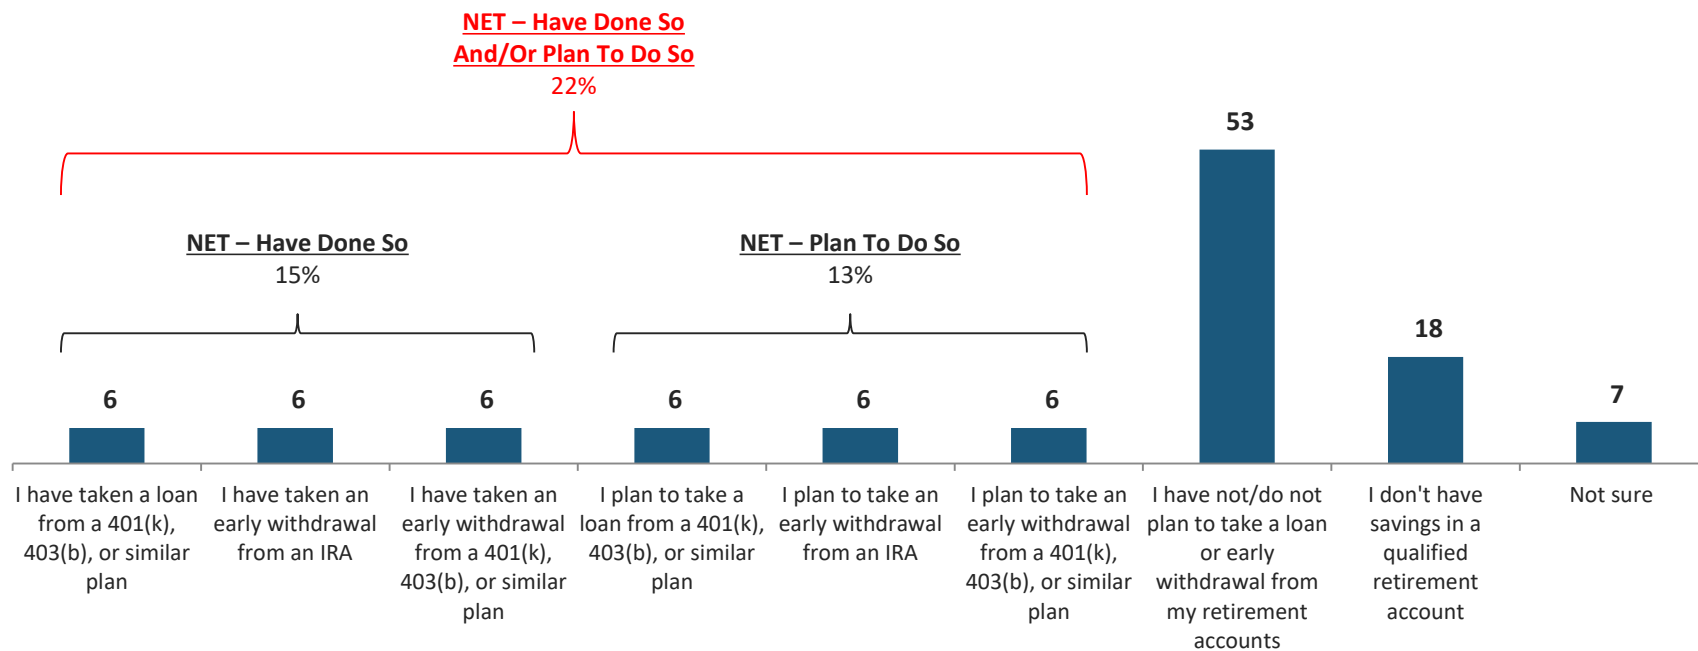 NET – Have Done So
And/Or Plan To Do So
22%
NET – Have Done So
15%
NET – Plan To Do So
13%
6
6
6
6
6
6
53
18
7
I have taken a loan
from a 401(k),
403(b), or similar
plan
I have taken an
early withdrawal
from an IRA
I have taken an
early withdrawal
from a 401(k),
403(b), or similar
plan
I plan to take a
loan from a 401(k),
403(b), or similar
plan
I plan to take an
early withdrawal
from an IRA
I plan to take an
early withdrawal
from a 401(k),
403(b), or similar
plan
I have not/do not
plan to take a loan
or early
withdrawal from
my retirement
accounts
I don't have
savings in a
qualified
retirement
account
Not sure